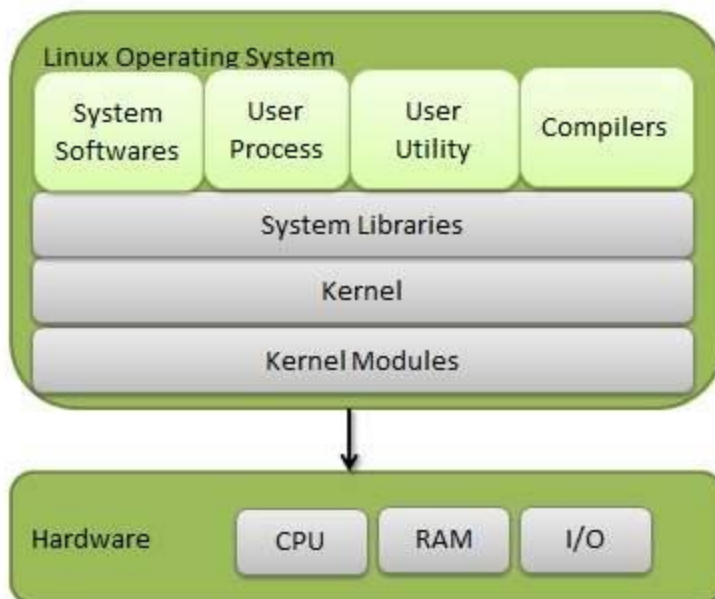 Linux Operating System
System
Softwares
User
Process
User
Utility
Compilers
System Libraries
Kernel
Kernel Modules
Hardware
CPU
RAM
I/O